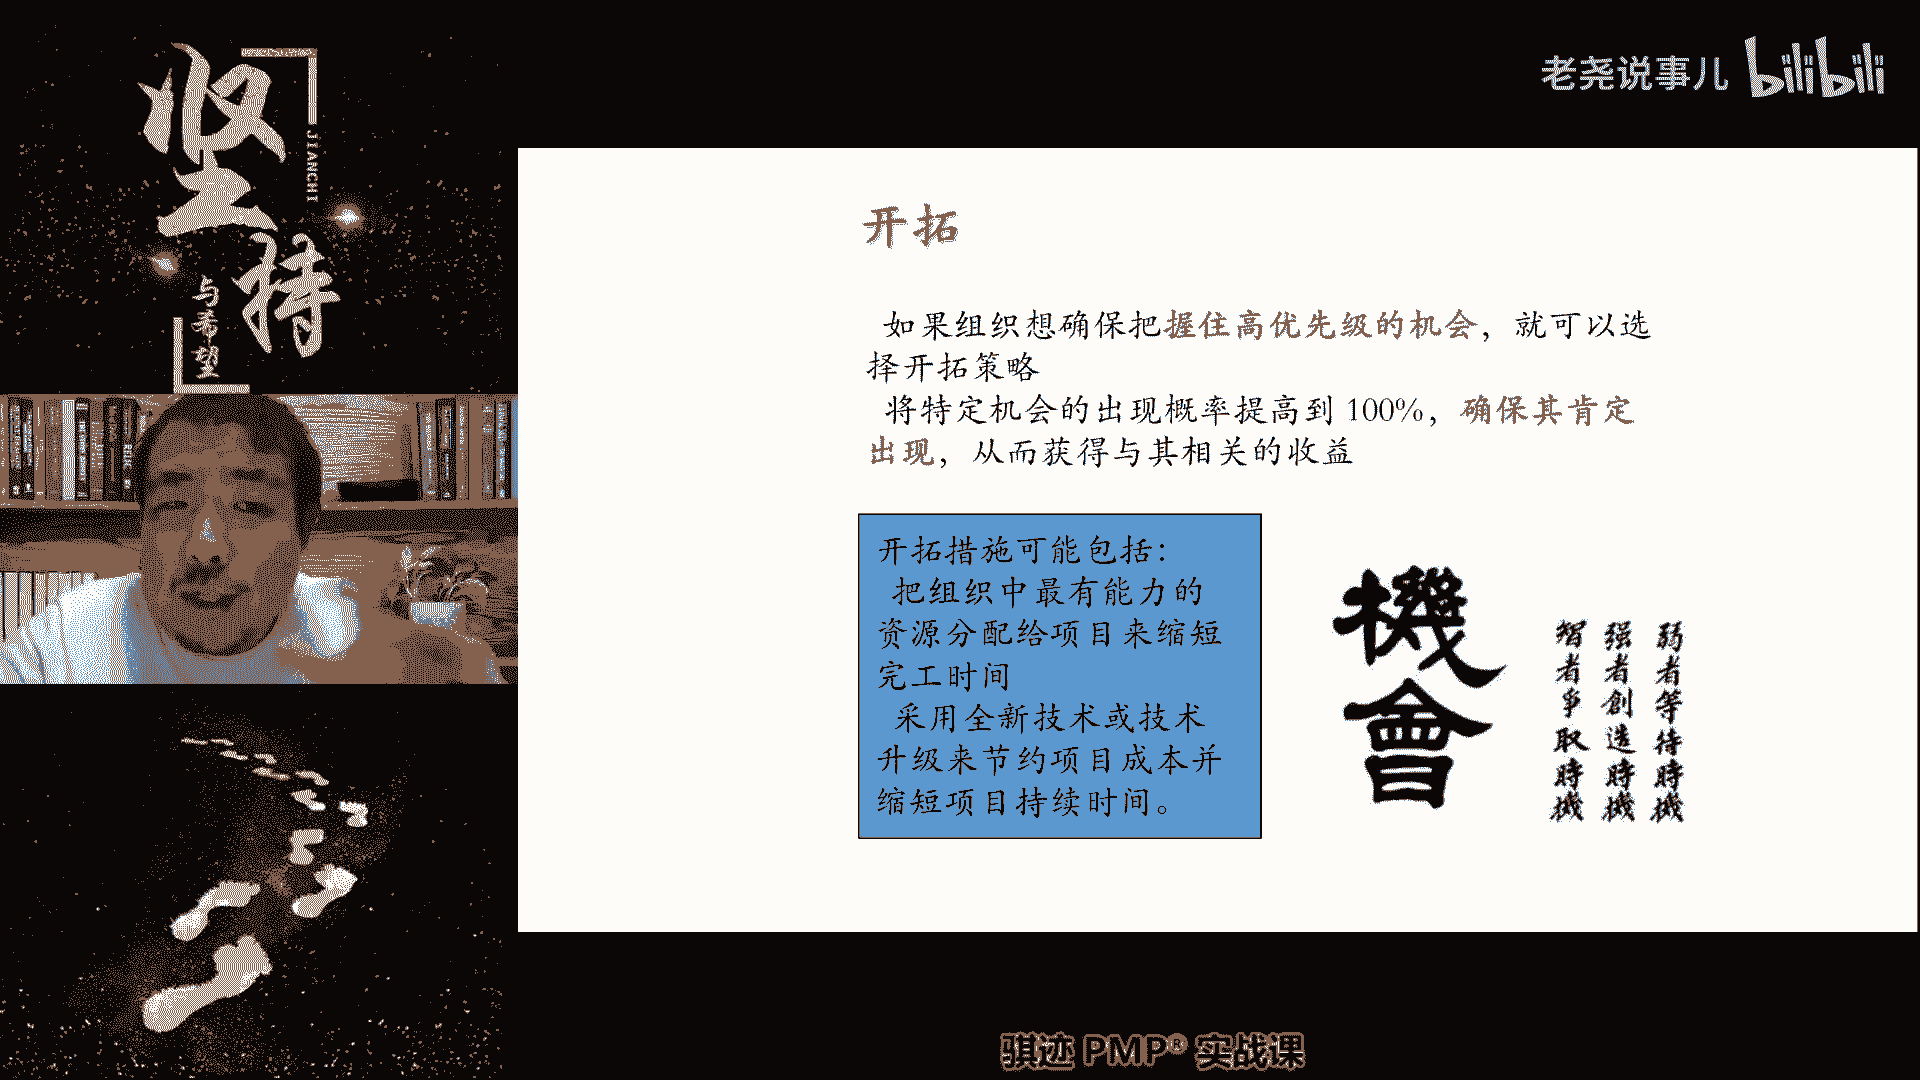 坚持
JIANCHI
与希望
老尧说事儿 bilibili
开拓
如果组织想确保把握住高优先级的机会，就可以选
择开拓策略
将特定机会的出现概率提高到 100%，确保其肯定
出现，从而获得与其相关的收益
开拓措施可能包括：
把组织中最有能力的
资源分配给项目来缩短
完工时间
采用全新技术或技术
升级来节约项目成本并
缩短项目持续时间。
機會
弱者等待時機
强者創造時機
智者爭取時機
骐迹 PMP® 实战课